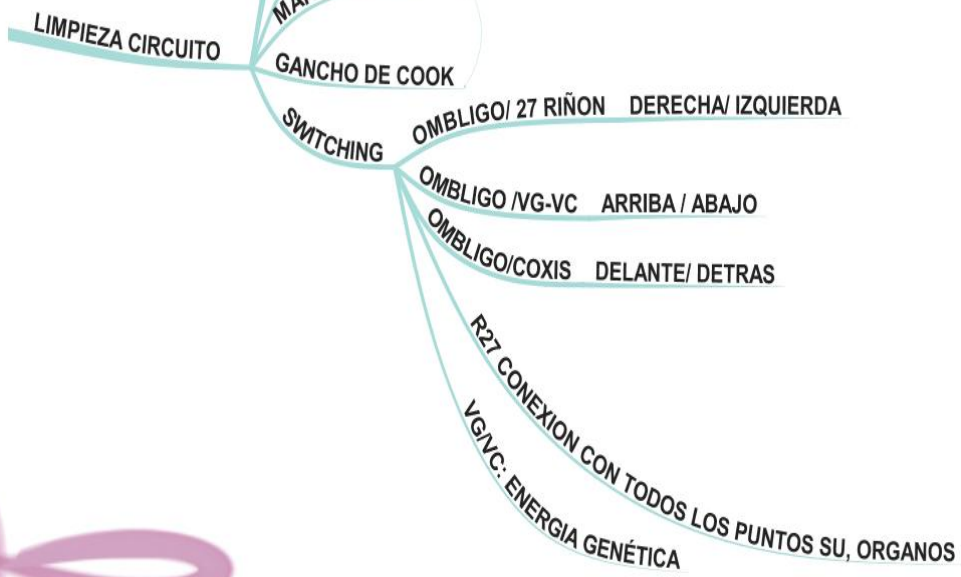 LIMPIEZA CIRCUITO
GANCHO DE COOK
SWITCHING
OMBLIGO/ 27 RIÑON DERECHA/ IZQUIERDA
OMBLIGO /VG-VC ARRIBA / ABAJO
OMBLIGO/COXIS DELANTE/ DETRAS
R27 CONEXION CON TODOS LOS PUNTOS SU, ORGANOS
VG/VC: ENERGIA GENÉTICA